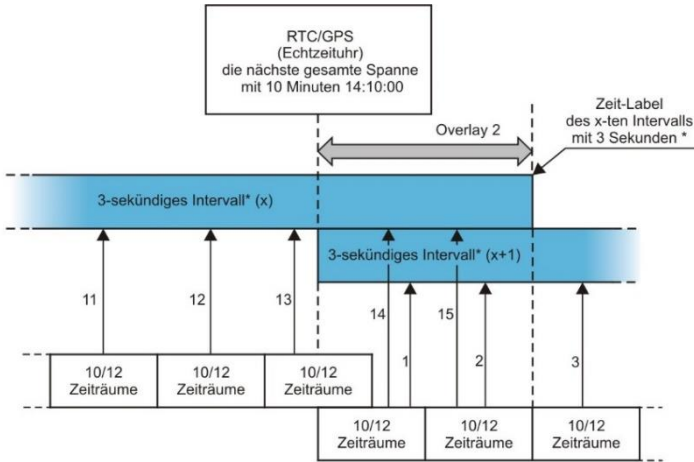 RTC/GPS
(Echtzeituhr)
die nächste gesamte Spanne
mit 10 Minuten 14:10:00
Zeit-Label
des x-ten Intervalls
mit 3 Sekunden *
Overlay 2
3-sekündiges Intervall* (x)
3-sekündiges Intervall* (x+1)
11
12
13
14
15
1
2
3
10/12
Zeiträume
10/12
Zeiträume
10/12
Zeiträume
10/12
Zeiträume
10/12
Zeiträume
10/12
Zeiträume